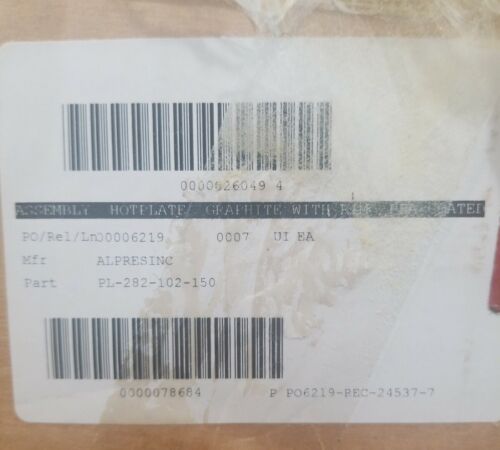 0000026049 4
ASSEMBLY HOTPLATE, GRAPHITE WITH
PO/Rel/Ln00006219 0007 UI EA
Mfr ALPRESINC
Part PL-282-102-150
0000078684 P PO6219-REC-24537-7